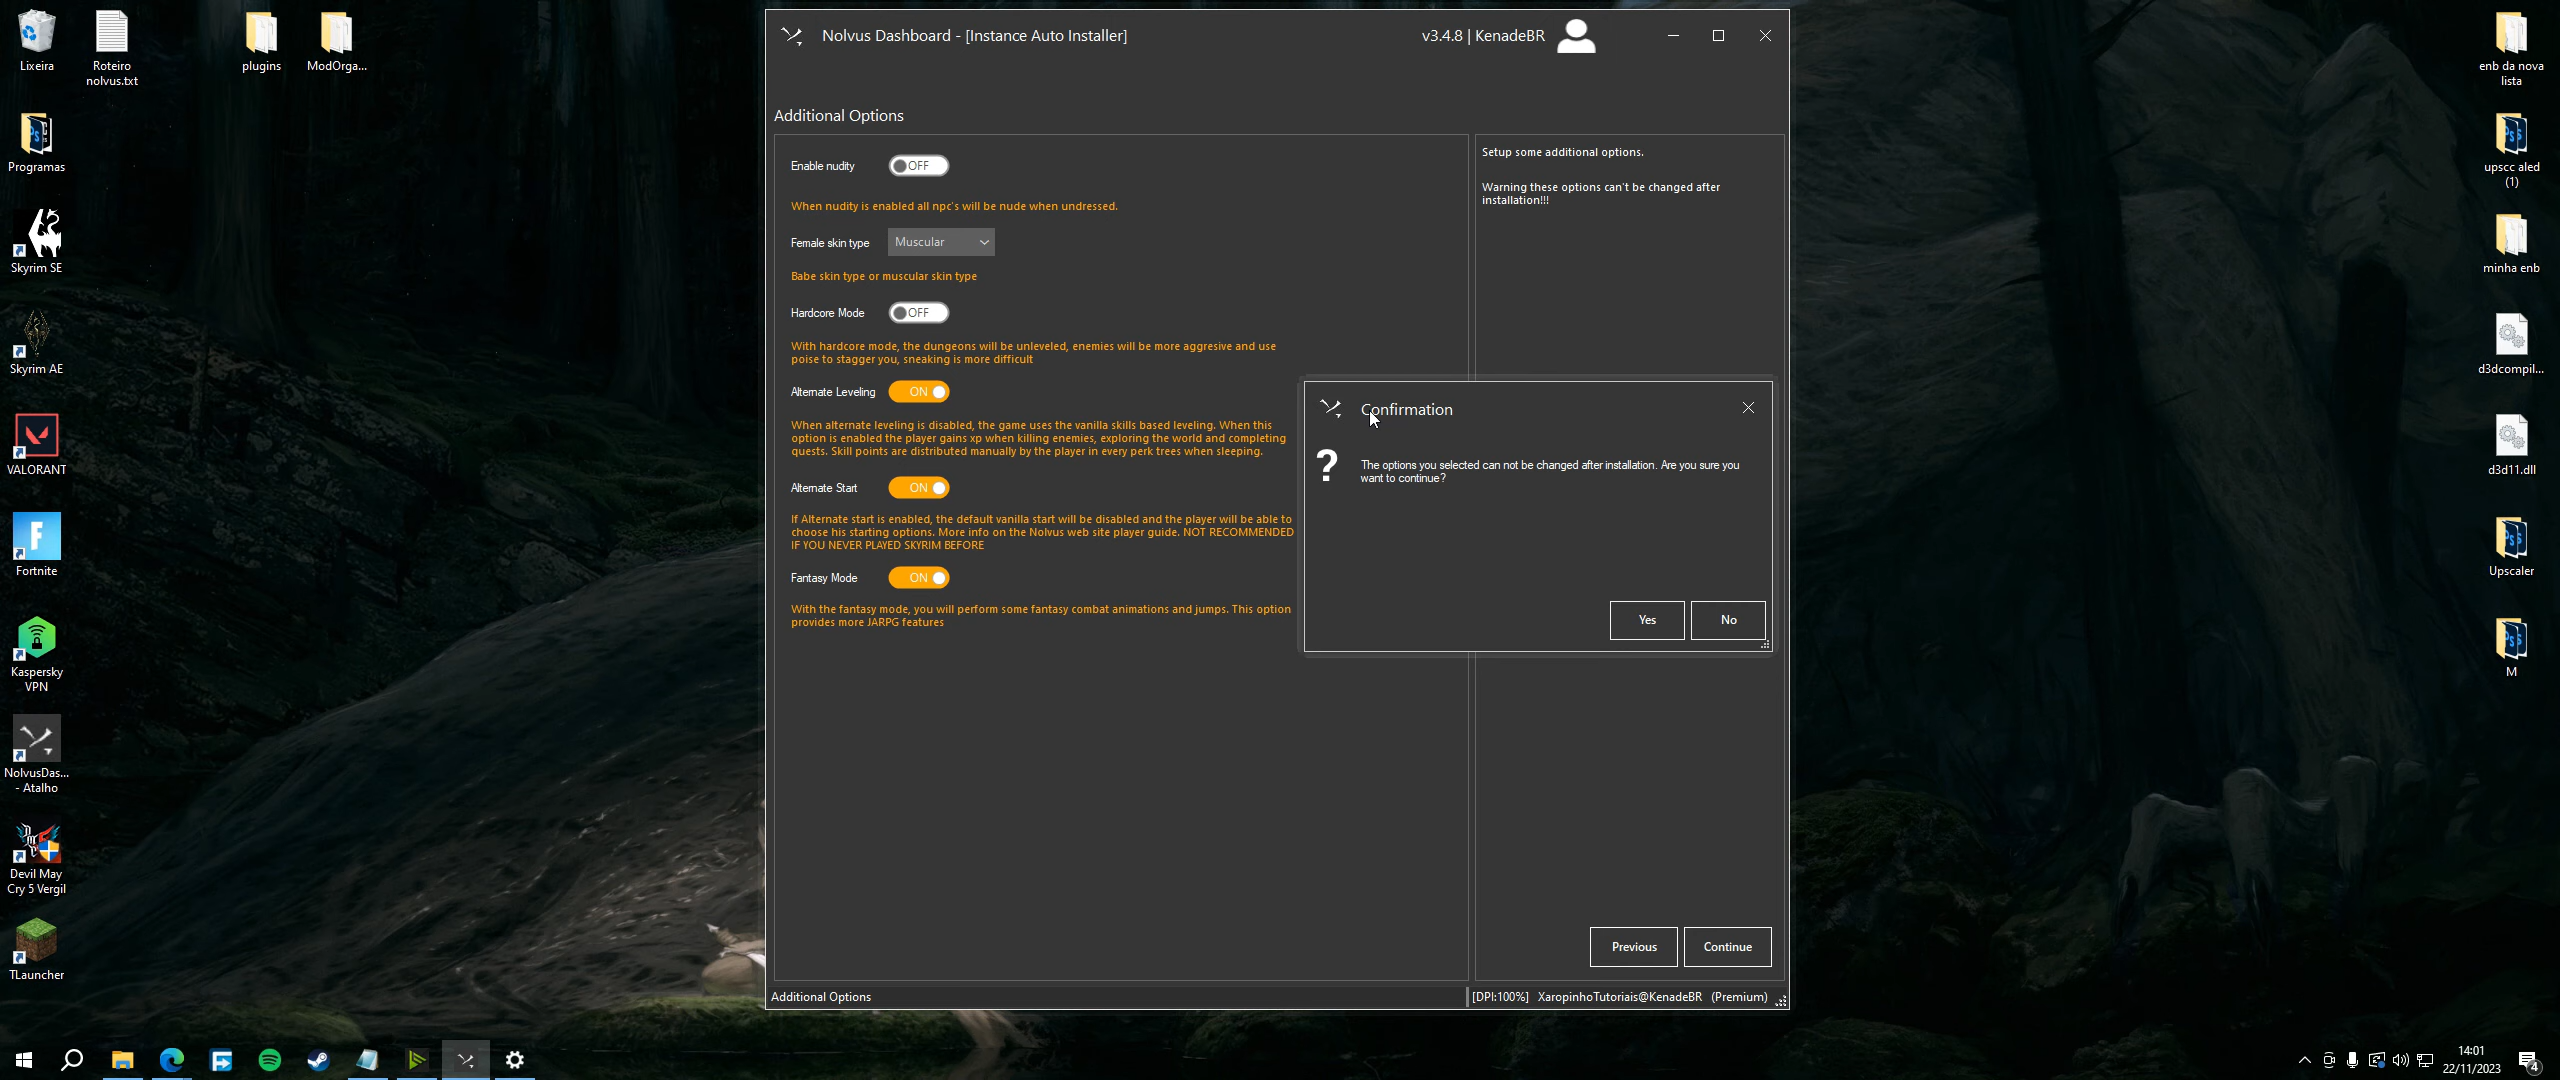 Lixeira
Roteiro
nolvus.txt
plugins
ModOrga...
Programas
Skyrim SE
Skyrim AE
VALORANT
Fortnite
Kaspersky
VPN
NolvusDas...
- Atalho
Devil May
Cry 5 Vergil
TLauncher
Nolvus Dashboard - [Instance Auto Installer]
v3.4.8 | KenadeBR
Additional Options
Enable nudity
OFF
When nudity is enabled all npc's will be nude when undressed.
Female skin type
Muscular
Babe skin type or muscular skin type
Hardcore Mode
OFF
With hardcore mode, the dungeons will be unleveled, enemies will be more aggresive and use
poise to stagger you, sneaking is more difficult
Alternate Leveling
ON
When alternate leveling is disabled, the game uses the vanilla skills based leveling. When this
option is enabled the player gains xp when killing enemies, exploring the world and completing
quests. Skill points are distributed manually by the player in every perk trees when sleeping.
Alternate Start
ON
If Alternate start is enabled, the default vanilla start will be disabled and the player will be able to
choose his starting options. More info on the Nolvus web site player guide. NOT RECOMMENDED
IF YOU NEVER PLAYED SKYRIM BEFORE
Fantasy Mode
ON
With the fantasy mode, you will perform some fantasy combat animations and jumps. This option
provides more JARPG features
Setup some additional options.
Warning these options can't be changed after
installation!!!
Confirmation
?
The options you selected can not be changed after installation. Are you sure you
want to continue?
Yes
No
Previous
Continue
Additional Options
[DPI:100%]
XaropinhoTutoriais@KenadeBR
(Premium)
enb da nova
lista
upscc aled
(1)
minha enb
d3dcompil...
d3d11.dll
Upscaler
M
14:01
22/11/2023
4